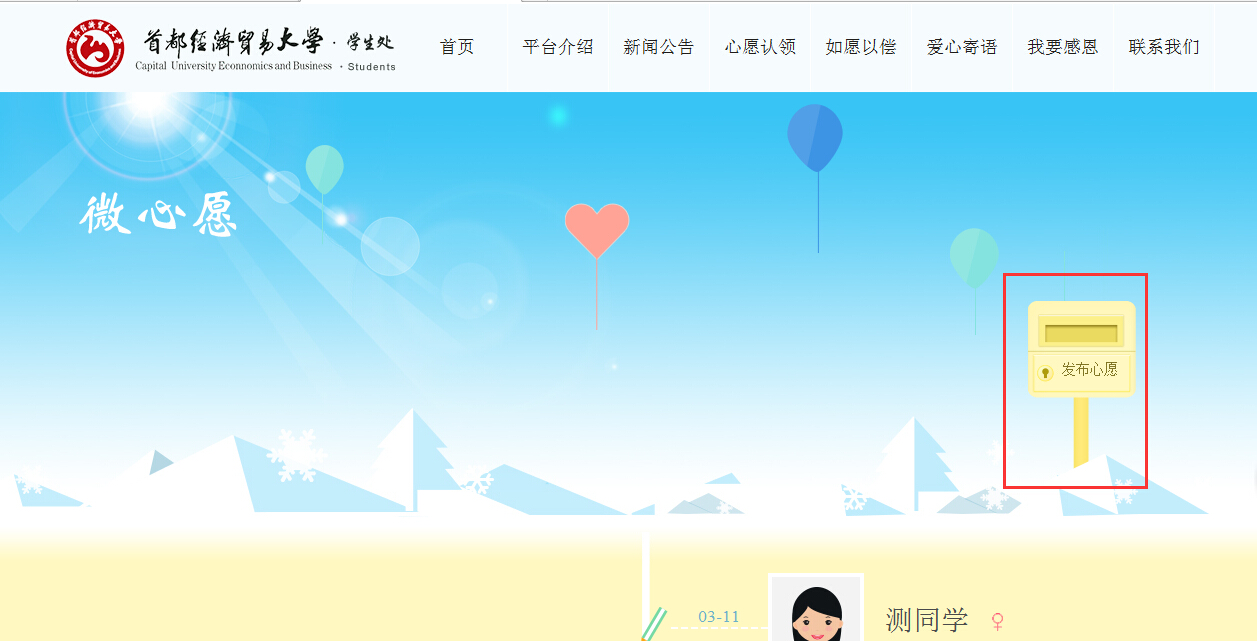 首都经济贸易大学·学生处
Capital University Econnomics and Business ·Students
首页 平台介绍 新闻公告 心愿认领 如愿以偿 爱心寄语 我要感恩 联系我们
微心愿
发布心愿
03-11
测同学